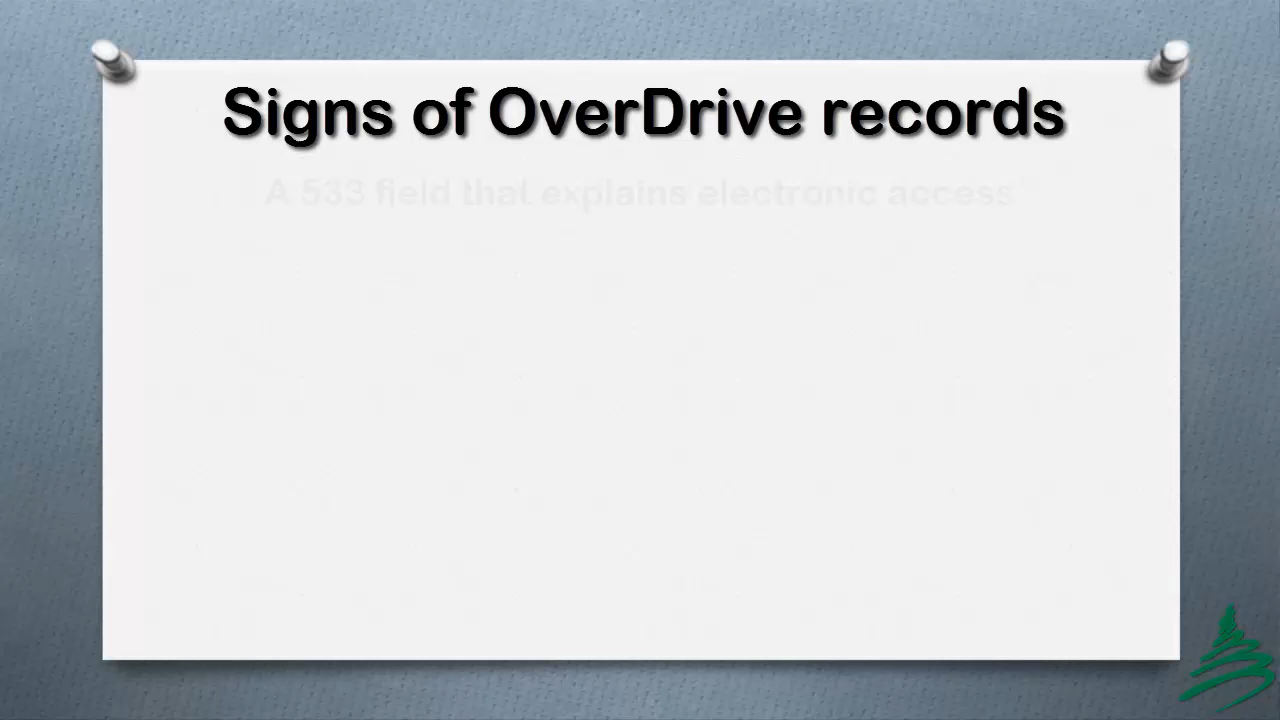 Signs of OverDrive records
A 533 field that explains electronic access